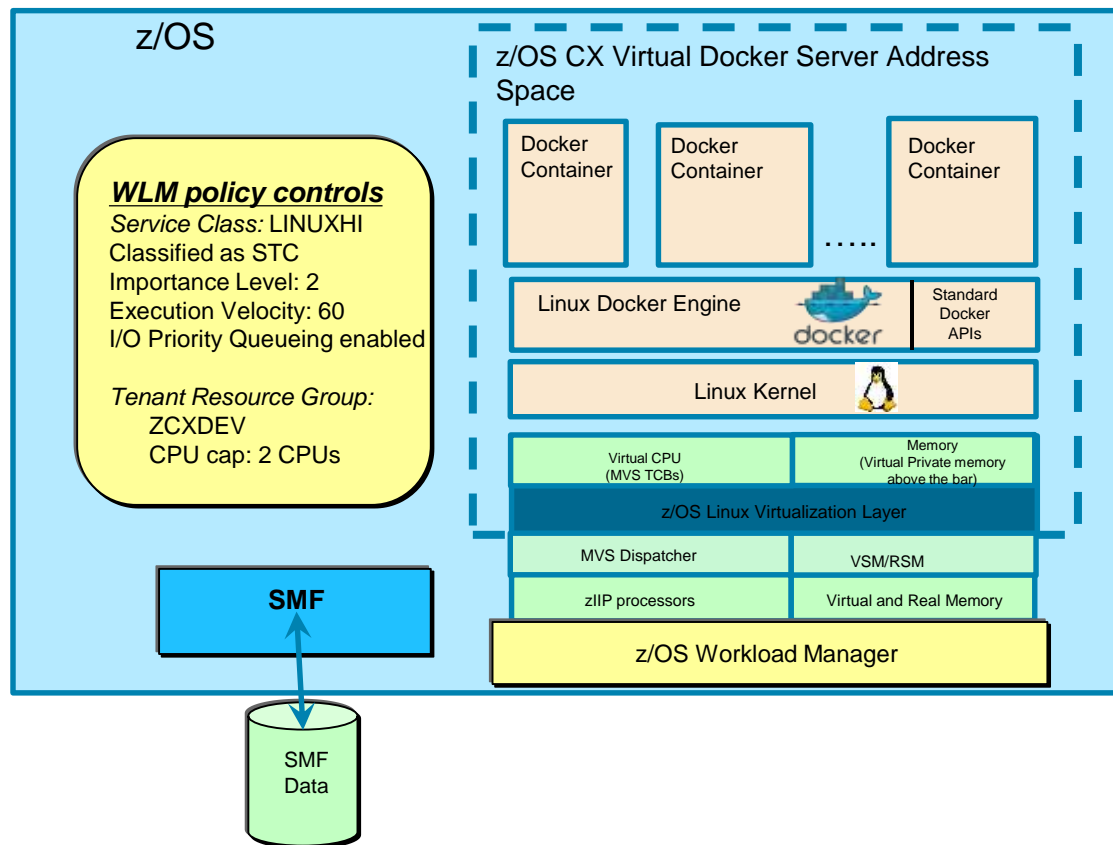 z/OS
z/OS CX Virtual Docker Server Address
Space
Docker
Container
Docker
Container
Docker
Container
.....
WLM policy controls
Service Class: LINUXHI
Classified as STC
Importance Level: 2
Execution Velocity: 60
I/O Priority Queueing enabled
Tenant Resource Group:
ZCXDEV
CPU cap: 2 CPUs
Linux Docker Engine
docker
Standard
Docker
APIs
Linux Kernel
Virtual CPU
(MVS TCBs)
Memory
(Virtual Private memory
above the bar)
z/OS Linux Virtualization Layer
MVS Dispatcher
VSM/RSM
zIIP processors
Virtual and Real Memory
z/OS Workload Manager
SMF
SMF
Data